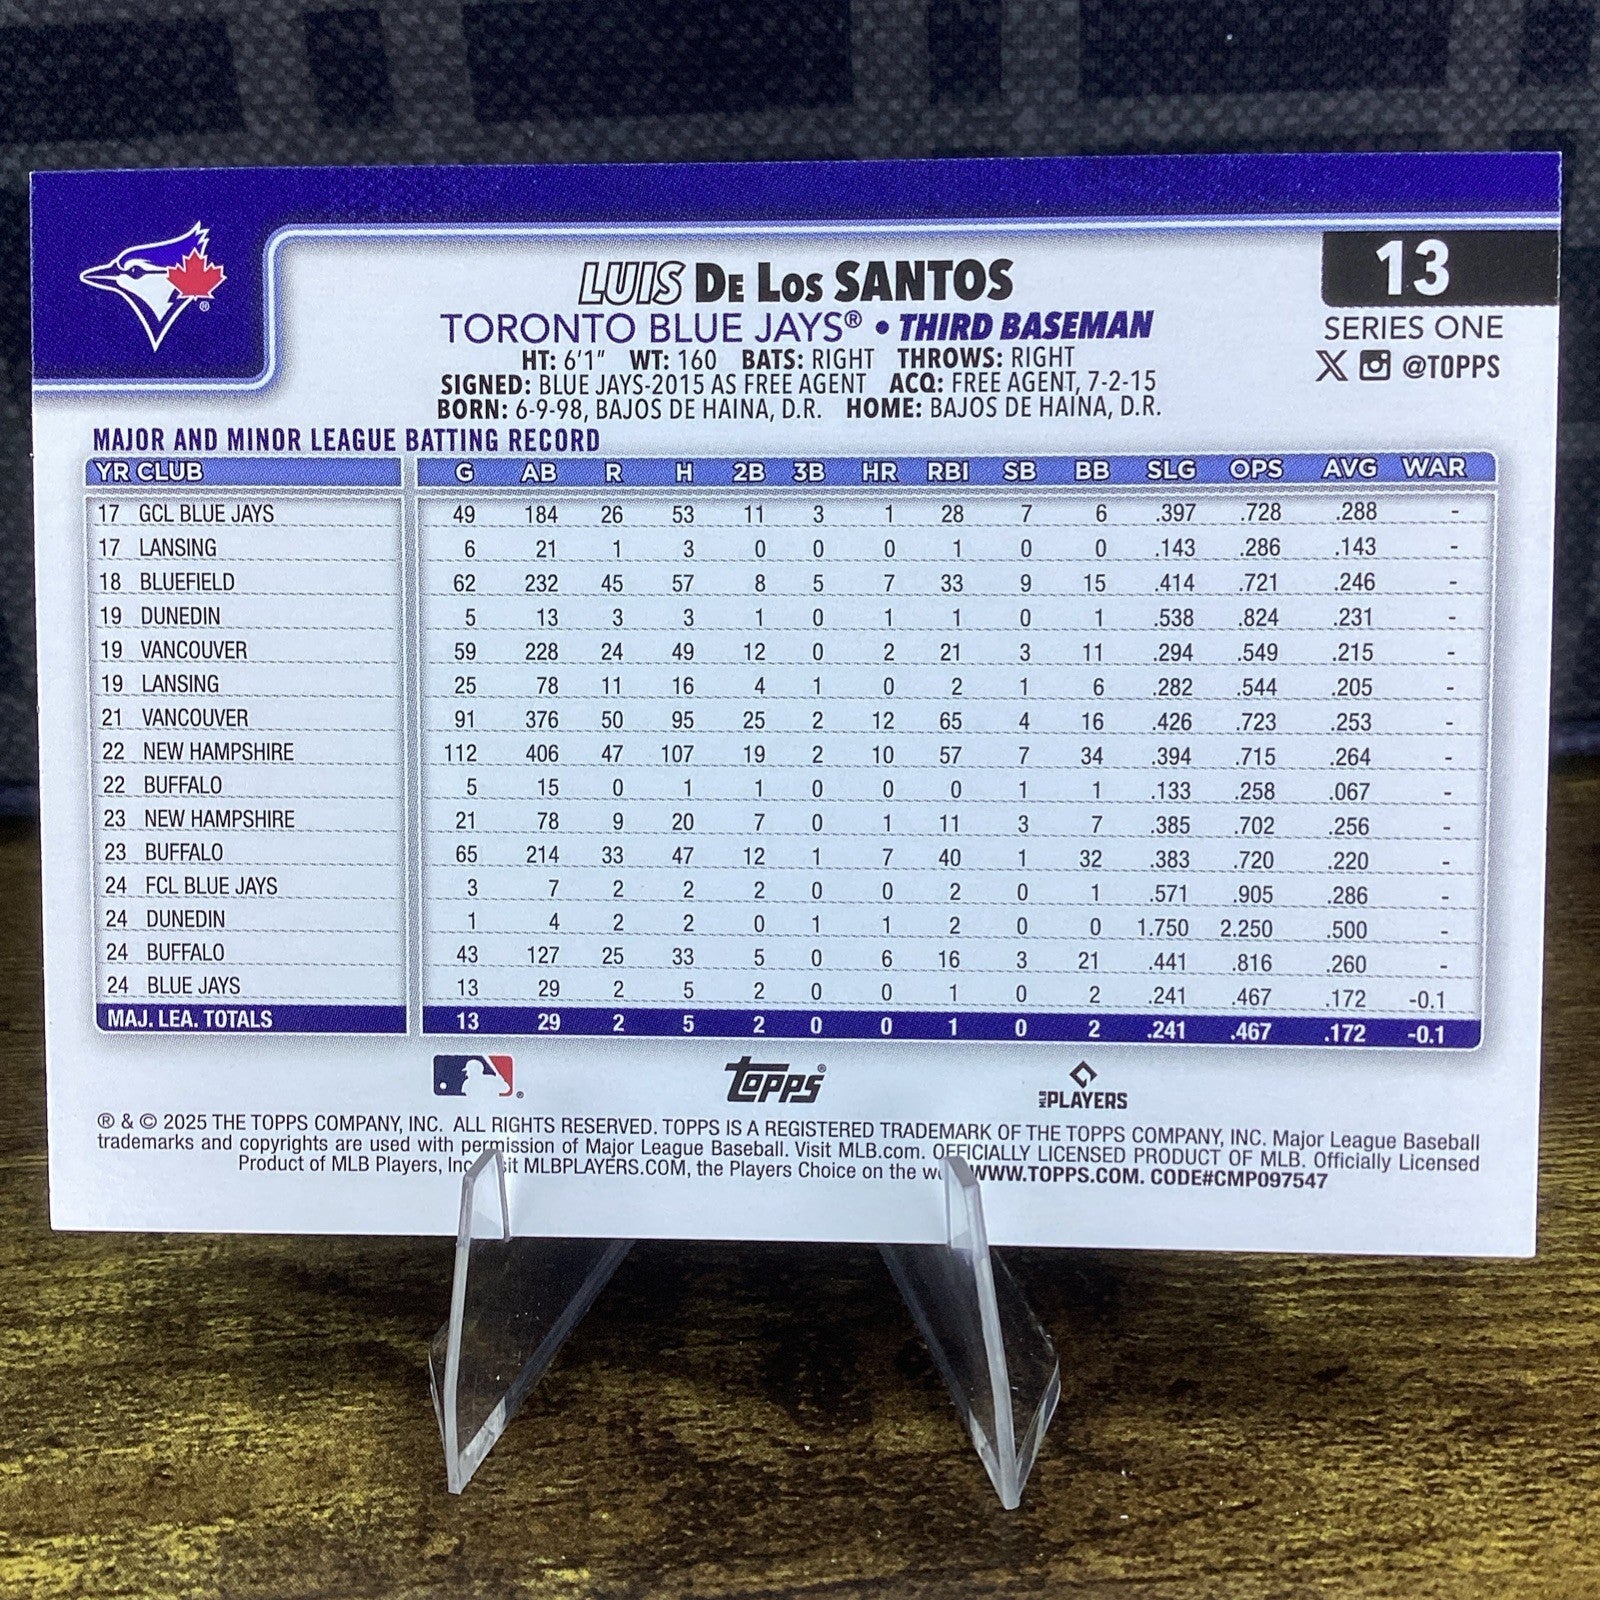 13
LUIS DE LOS SANTOS
SERIES ONE
TORONTO BLUE JAYS® • THIRD BASEMAN
@TOPPS
HT: 6'1" WT: 160 BATS: RIGHT THROWS: RIGHT
SIGNED: BLUE JAYS-2015 AS FREE AGENT ACQ: FREE AGENT, 7-2-15
BORN: 6-9-98, BAJOS DE HAINA, D.R. HOME: BAJOS DE HAINA, D.R.
MAJOR AND MINOR LEAGUE BATTING RECORD
YR CLUB G AB R H 2B 3B HR RBI SB BB SLG OPS AVG WAR
17 GCL BLUE JAYS 49 184 26 53 11 3 1 28 7 6 .397 .728 .288 -
17 LANSING 6 21 1 3 0 0 0 1 0 0 .143 .286 .143 -
18 BLUEFIELD 62 232 45 57 8 5 7 33 9 15 .414 .721 .246 -
19 DUNEDIN 5 13 3 3 1 0 1 1 0 1 .538 .824 .231 -
19 VANCOUVER 59 228 24 49 12 0 2 21 3 11 .294 .549 .215 -
19 LANSING 25 78 11 16 4 1 0 2 1 6 .282 .544 .205 -
21 VANCOUVER 91 376 50 95 25 2 12 65 4 16 .426 .723 .253 -
22 NEW HAMPSHIRE 112 406 47 107 19 2 10 57 7 34 .394 .715 .264 -
22 BUFFALO 5 15 0 1 1 0 0 0 1 1 .133 .258 .067 -
23 NEW HAMPSHIRE 21 78 9 20 7 0 1 11 3 7 .385 .702 .256 -
23 BUFFALO 65 214 33 47 12 1 7 40 1 32 .383 .720 .220 -
24 FCL BLUE JAYS 3 7 2 2 2 0 0 2 0 1 .571 .905 .286 -
24 DUNEDIN 1 4 2 2 0 1 1 2 0 0 1.750 2.250 .500 -
24 BUFFALO 43 127 25 33 5 0 6 16 3 21 .441 .816 .260 -
24 BLUE JAYS 13 29 2 5 2 0 0 1 0 2 .241 .467 .172 -0.1
MAJ. LEA. TOTALS 13 29 2 5 2 0 0 1 0 2 .241 .467 .172 -0.1
TOPPS® MLB PLAYERS
® & © 2025 THE TOPPS COMPANY, INC. ALL RIGHTS RESERVED. TOPPS IS A REGISTERED TRADEMARK OF THE TOPPS COMPANY, INC. Major League Baseball
trademarks and copyrights are used with permission of Major League Baseball. Visit MLB.com. OFFICIALLY LICENSED PRODUCT OF MLB. Officially Licensed
Product of MLB Players, Inc MLBPLAYERS.COM, the Players Choice on the WWW.TOPPS.COM. CODE#CMP097547